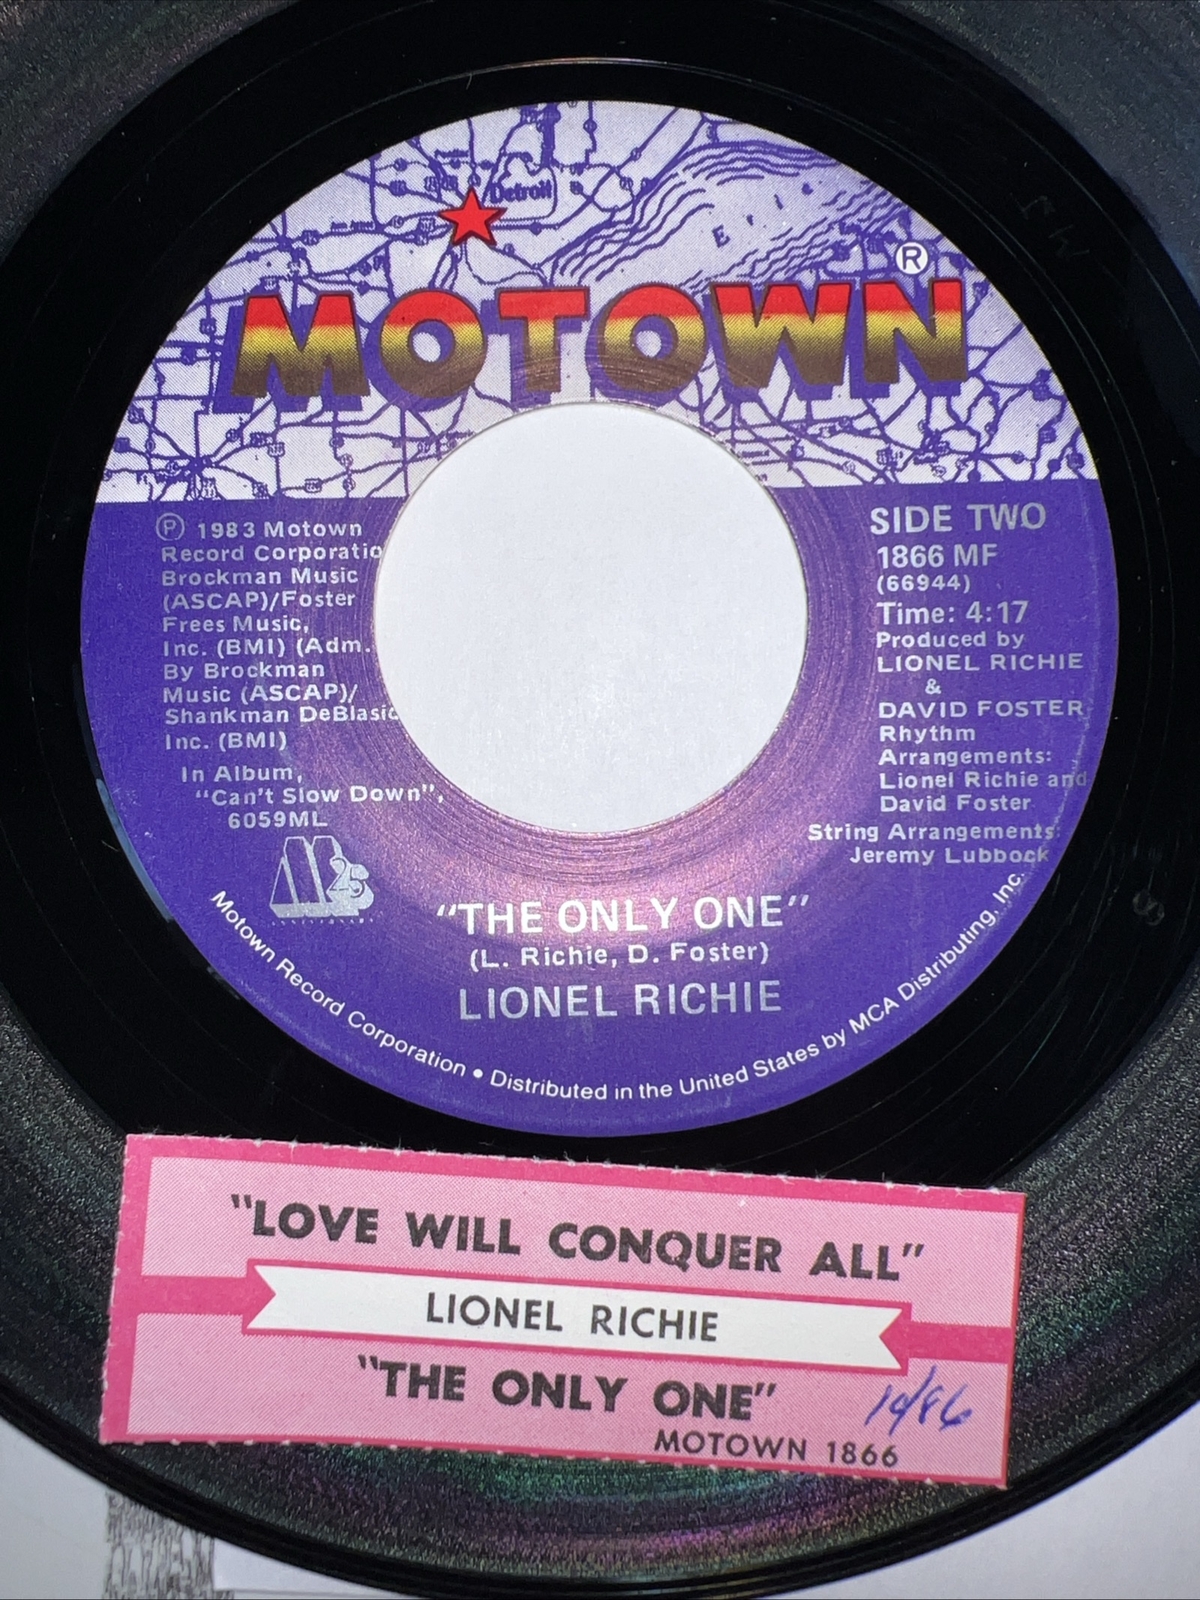 Detroit
Erie
MOTOWN®
℗ 1983 Motown
Record Corporatio
Brockman Music
(ASCAP)/Foster
Frees Music,
Inc. (BMI) (Adm.
By Brockman
Music (ASCAP)/
Shankman DeBlasio
Inc. (BMI)
In Album,
"Can't Slow Down",
6059ML
SIDE TWO
1866 MF
(66944)
Time: 4:17
Produced by
LIONEL RICHIE
&
DAVID FOSTER
Rhythm
Arrangements:
Lionel Richie and
David Foster
String Arrangements:
Jeremy Lubbock
"THE ONLY ONE"
(L. Richie, D. Foster)
LIONEL RICHIE
Motown Record Corporation • Distributed in the United States by MCA Distributing, Inc.
"LOVE WILL CONQUER ALL"
LIONEL RICHIE
"THE ONLY ONE"
10/86
MOTOWN 1866